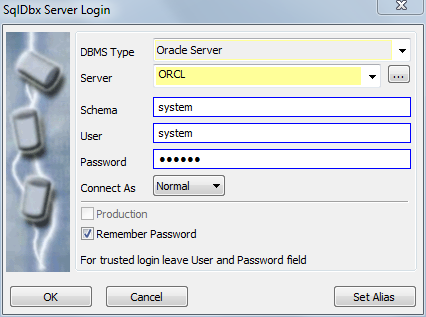 SqlDbx Server Login
DBMS Type Oracle Server
Server ORCL ...
Schema system
User system
Password ••••••
Connect As Normal
Production
Remember Password
For trusted login leave User and Password field
OK Cancel Set Alias